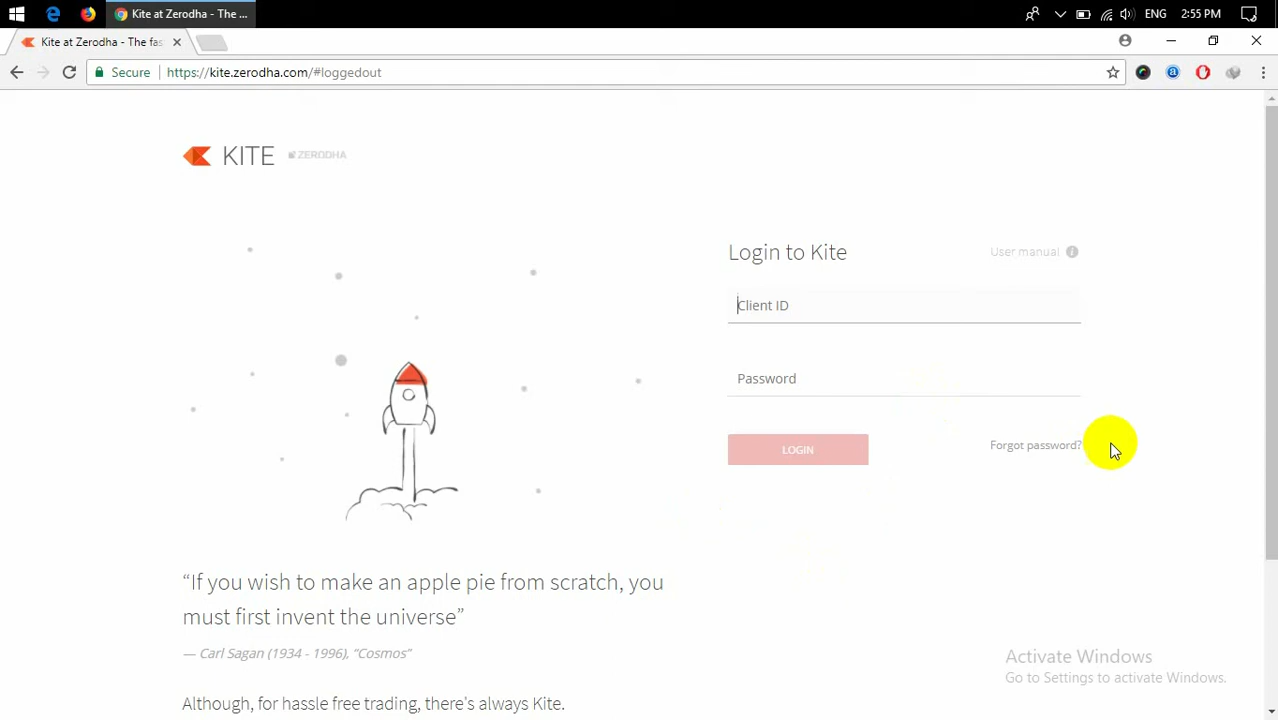 Kite at Zerodha - The ...
ENG
2:55 PM
Kite at Zerodha - The fas
Secure
https://kite.zerodha.com/#loggedout
KITE
ZERODHA
Login to Kite
User manual
Client ID
Password
LOGIN
Forgot password?
“If you wish to make an apple pie from scratch, you
must first invent the universe”
— Carl Sagan (1934 - 1996), “Cosmos”
Although, for hassle free trading, there's always Kite.
Activate Windows
Go to Settings to activate Windows.